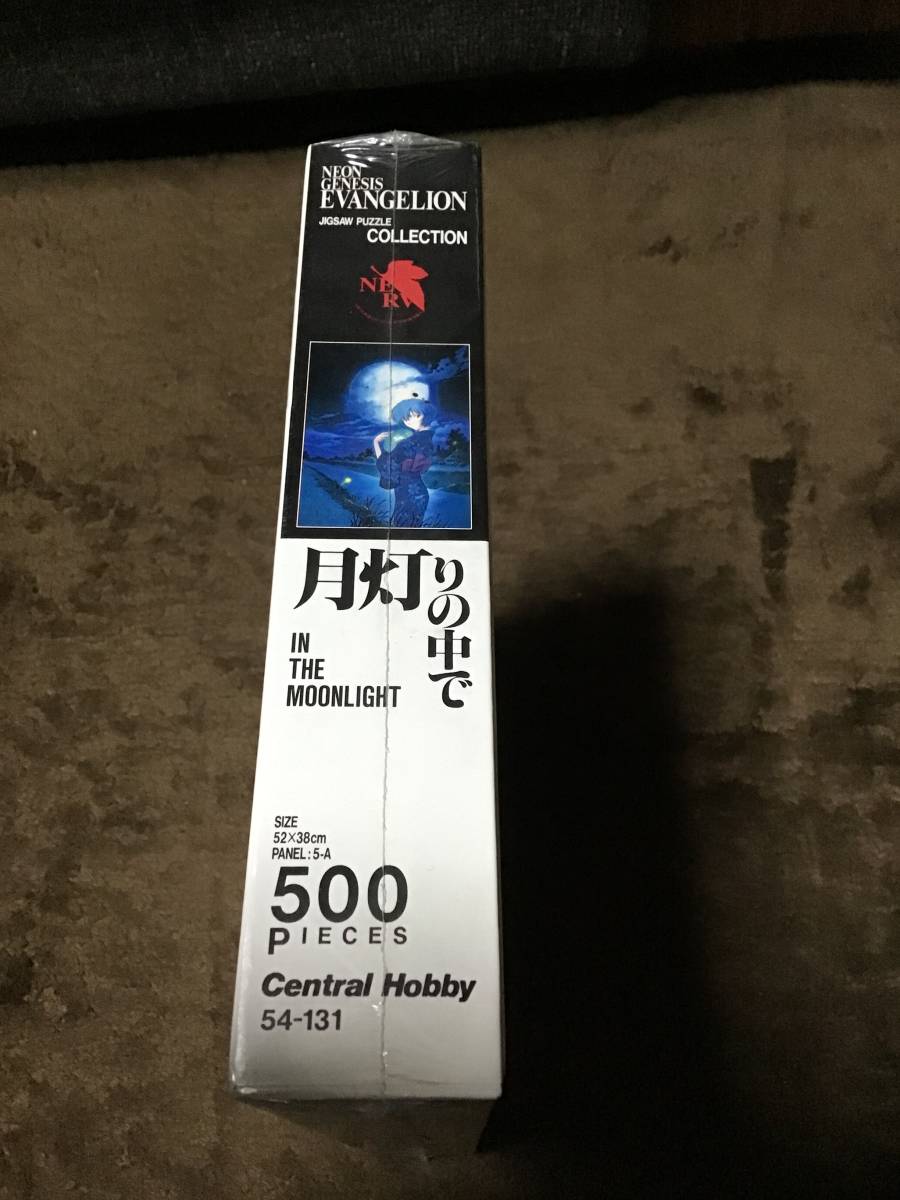 NEON
GENESIS
EVANGELION
JIGSAW PUZZLE
COLLECTION
NERV
月灯りの中で
IN
THE
MOONLIGHT
SIZE
52×38cm
PANEL:5-A
500
PIECES
Central Hobby
54-131